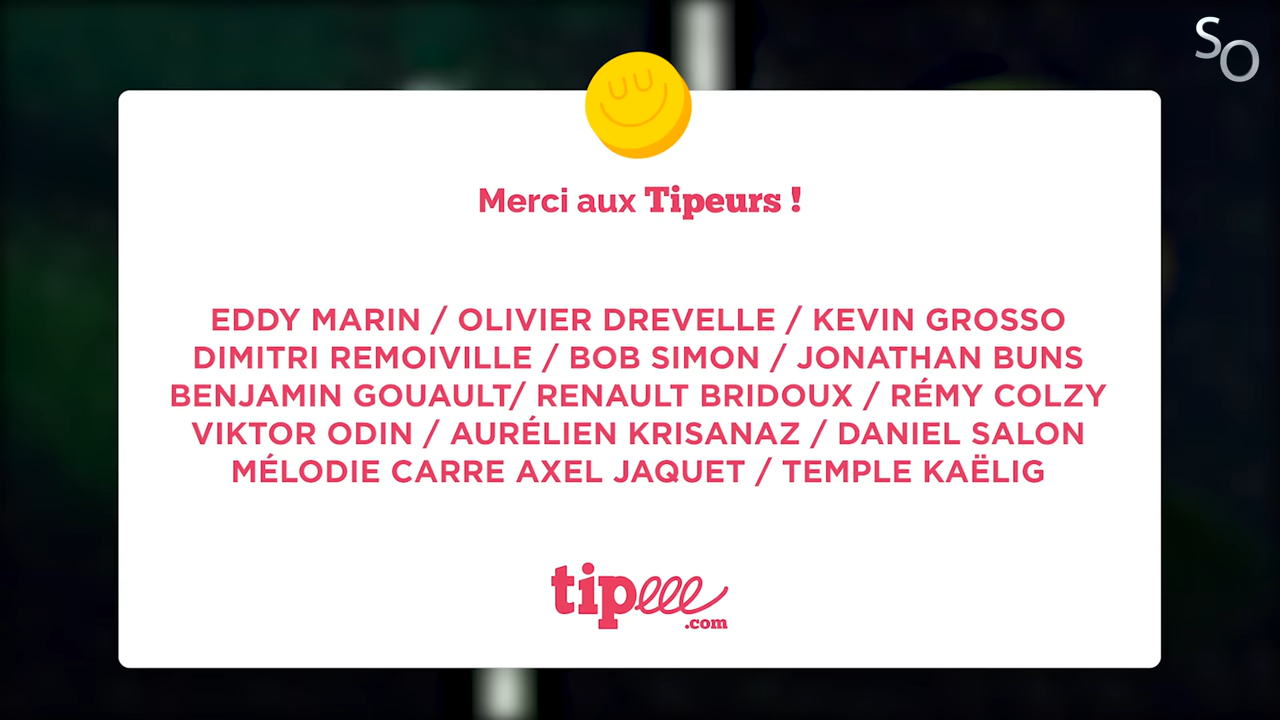 SO
Merci aux Tipeurs !
EDDY MARIN / OLIVIER DREVELLE / KEVIN GROSSO
DIMITRI REMOIVILLE / BOB SIMON / JONATHAN BUNS
BENJAMIN GOUAULT/ RENAULT BRIDOUX / RÉMY COLZY
VIKTOR ODIN / AURÉLIEN KRISANAZ / DANIEL SALON
MÉLODIE CARRE AXEL JAQUET / TEMPLE KAËLIG
tipeee
.com